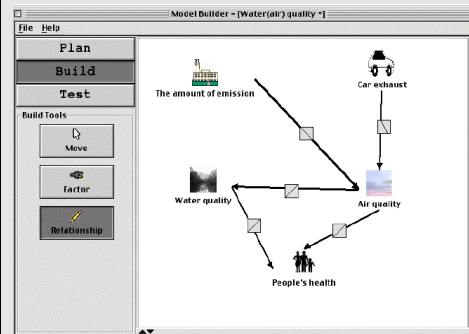 Model Builder - [Water(air) quality *]
File Help
Plan
Build
Test
Build Tools
Move
Factor
Relationship
The amount of emission
Car exhaust
Water quality
Air quality
People's health